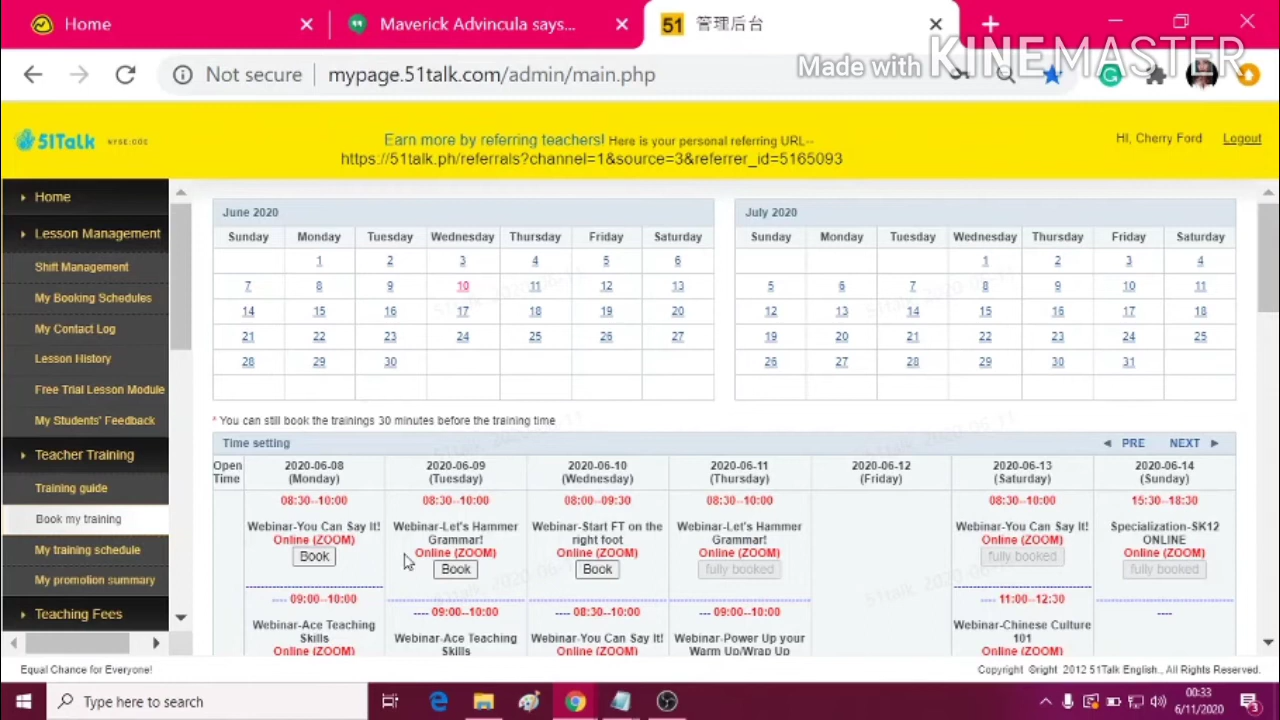 Home
Maverick Advincula says...
51 管理后台
Made with KINEMASTER
Not secure mypage.51talk.com/admin/main.php
51Talk NYSE:COE
Earn more by referring teachers! Here is your personal referring URL--
https://51talk.ph/referrals?channel=1&source=3&referrer_id=5165093
HI, Cherry Ford Logout
Home
Lesson Management
Shift Management
My Booking Schedules
My Contact Log
Lesson History
Free Trial Lesson Module
My Students' Feedback
Teacher Training
Training guide
Book my training
My training schedule
My promotion summary
Teaching Fees
June 2020
Sunday Monday Tuesday Wednesday Thursday Friday Saturday
1 2 3 4 5 6
7 8 9 10 11 12 13
14 15 16 17 18 19 20
21 22 23 24 25 26 27
28 29 30
July 2020
Sunday Monday Tuesday Wednesday Thursday Friday Saturday
1 2 3 4
5 6 7 8 9 10 11
12 13 14 15 16 17 18
19 20 21 22 23 24 25
26 27 28 29 30 31
* You can still book the trainings 30 minutes before the training time
Time setting
PRE NEXT
Open
Time
2020-06-08
(Monday)
08:30--10:00
Webinar-You Can Say It!
Online (ZOOM)
Book
---- 09:00--10:00
Webinar-Ace Teaching
Skills
Online (ZOOM)
2020-06-09
(Tuesday)
08:30--10:00
Webinar-Let's Hammer
Grammar!
Online (ZOOM)
Book
---- 09:00--10:00
Webinar-Ace Teaching
Skills
2020-06-10
(Wednesday)
08:00--09:30
Webinar-Start FT on the
right foot
Online (ZOOM)
Book
---- 08:30--10:00
Webinar-You Can Say It!
Online (ZOOM)
2020-06-11
(Thursday)
08:30--10:00
Webinar-Let's Hammer
Grammar!
Online (ZOOM)
fully booked
---- 09:00--10:00
Webinar-Power Up your
Warm Up/Wrap Up
2020-06-12
(Friday)
2020-06-13
(Saturday)
08:30--10:00
Webinar-You Can Say It!
Online (ZOOM)
fully booked
---- 11:00--12:30
Webinar-Chinese Culture
101
Online (ZOOM)
2020-06-14
(Sunday)
15:30--18:30
Specialization-SK12
ONLINE
Online (ZOOM)
fully booked
----
Equal Chance for Everyone!
Copyright ©right 2012 51Talk English., All Rights Reserved.
Type here to search
00:33
6/11/2020
3